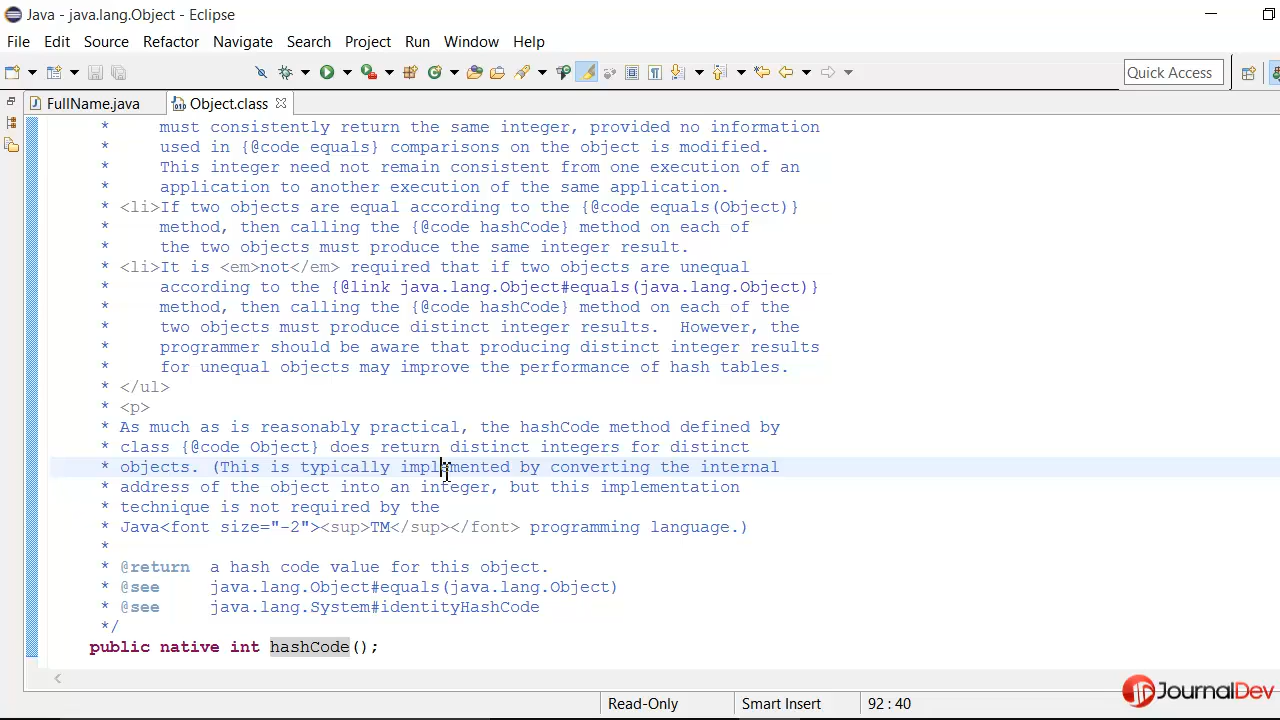 Java - java.lang.Object - Eclipse
File Edit Source Refactor Navigate Search Project Run Window Help
Quick Access
FullName.java Object.class
* must consistently return the same integer, provided no information
* used in {@code equals} comparisons on the object is modified.
* This integer need not remain consistent from one execution of an
* application to another execution of the same application.
* <li>If two objects are equal according to the {@code equals(Object)}
* method, then calling the {@code hashCode} method on each of
* the two objects must produce the same integer result.
* <li>It is <em>not</em> required that if two objects are unequal
* according to the {@link java.lang.Object#equals(java.lang.Object)}
* method, then calling the {@code hashCode} method on each of the
* two objects must produce distinct integer results.  However, the
* programmer should be aware that producing distinct integer results
* for unequal objects may improve the performance of hash tables.
* </ul>
* <p>
* As much as is reasonably practical, the hashCode method defined by
* class {@code Object} does return distinct integers for distinct
* objects. (This is typically implemented by converting the internal
* address of the object into an integer, but this implementation
* technique is not required by the
* Java<font size="-2"><sup>TM</sup></font> programming language.)
*
* @return  a hash code value for this object.
* @see     java.lang.Object#equals(java.lang.Object)
* @see     java.lang.System#identityHashCode
*/
public native int hashCode();
JournalDev
Read-Only Smart Insert 92 : 40